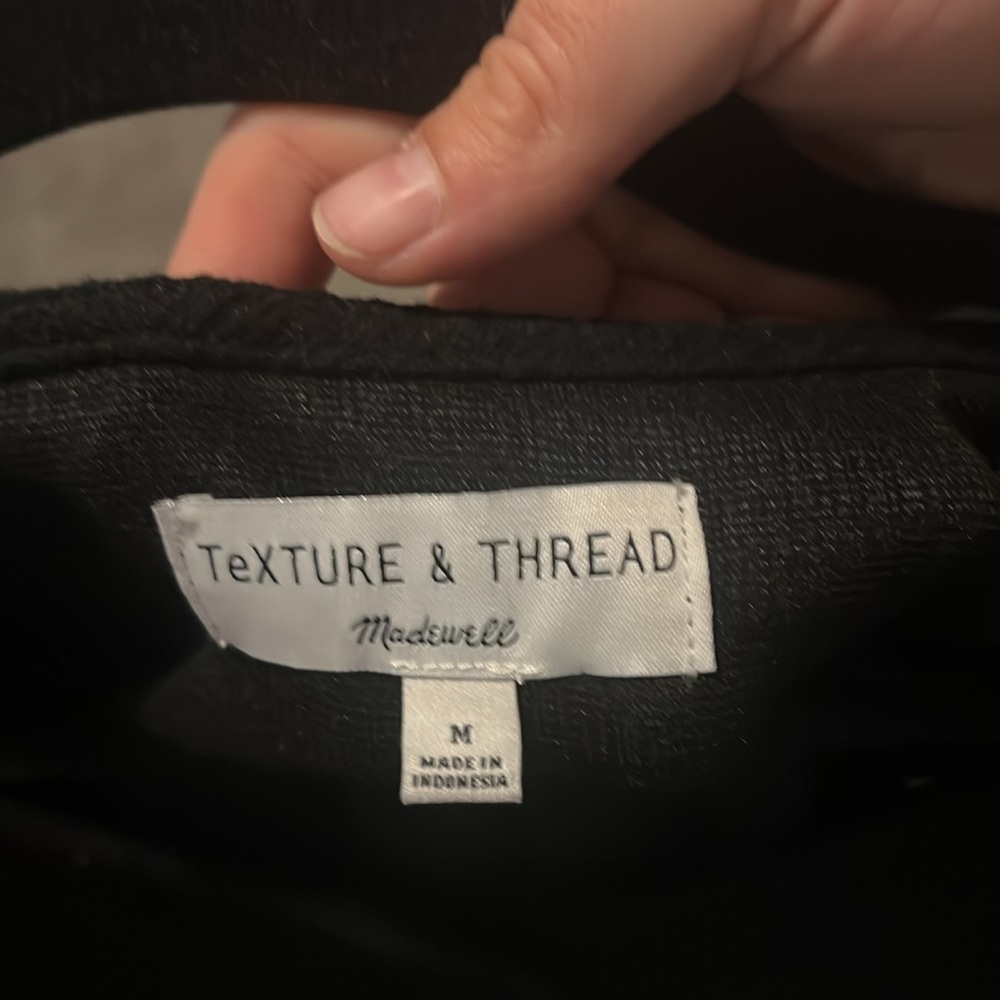 TeXTURE & THREAD
Madewell
M
MADE IN
INDONESIA